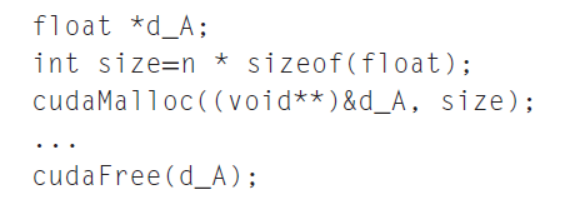 float *d_A;
int size=n * sizeof(float);
cudaMalloc((void**)&d_A, size);
...
cudaFree(d_A);